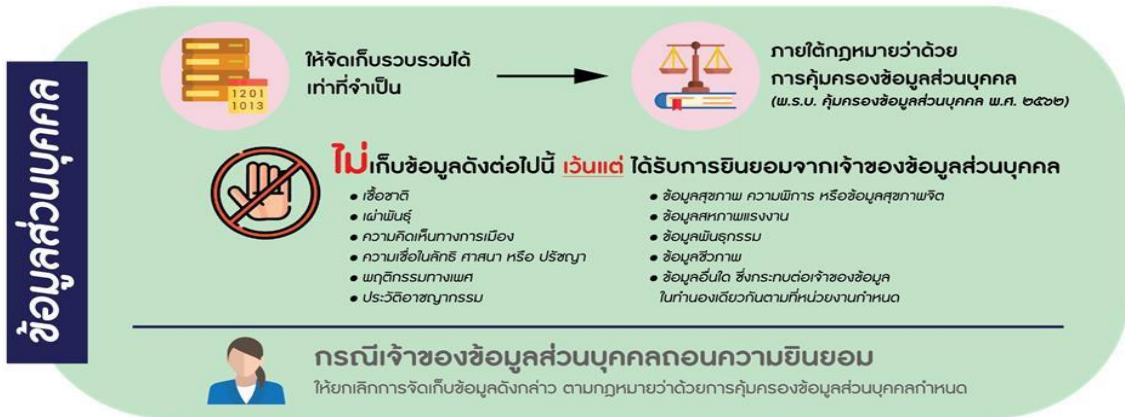 ข้อมูลส่วนบุคคล
ให้จัดเก็บรวบรวมได้
เท่าที่จำเป็น
1201
1013
ภายใต้กฎหมายว่าด้วย
การคุ้มครองข้อมูลส่วนบุคคล
(พ.ร.บ. คุ้มครองข้อมูลส่วนบุคคล พ.ศ. ๒๕๖๒)
ไม่เก็บข้อมูลดังต่อไปนี้ เว้นแต่ ได้รับการยินยอมจากเจ้าของข้อมูลส่วนบุคคล
• เชื้อชาติ
• เผ่าพันธุ์
• ความคิดเห็นทางการเมือง
• ความเชื่อในลัทธิ ศาสนา หรือ ปรัชญา
• พฤติกรรมทางเพศ
• ประวัติอาชญากรรม
• ข้อมูลสุขภาพ ความพิการ หรือข้อมูลสุขภาพจิต
• ข้อมูลสหภาพแรงงาน
• ข้อมูลพันธุกรรม
• ข้อมูลชีวภาพ
• ข้อมูลอื่นใด ซึ่งกระทบต่อเจ้าของข้อมูล
ในทำนองเดียวกันตามที่หน่วยงานกำหนด
กรณีเจ้าของข้อมูลส่วนบุคคลถอนความยินยอม
ให้ยกเลิกการจัดเก็บข้อมูลดังกล่าว ตามกฎหมายว่าด้วยการคุ้มครองข้อมูลส่วนบุคคลกำหนด